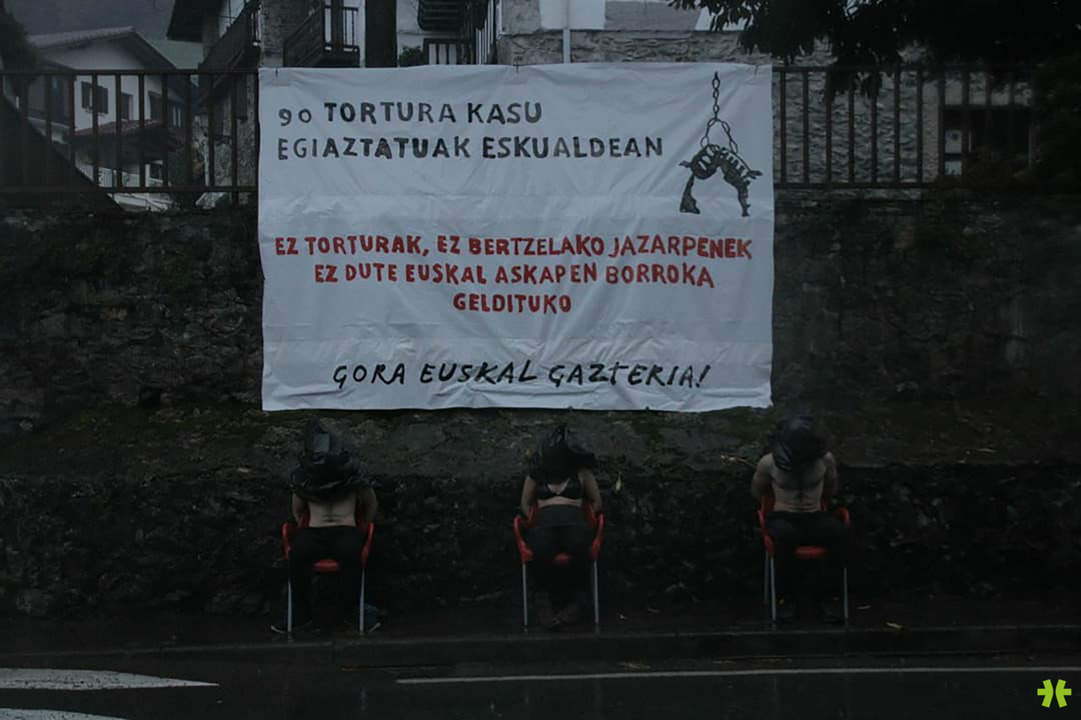 90 TORTURA KASU
EGIAZTATUAK ESKUALDEAN
EZ TORTURAK, EZ BERTZELAKO JAZARPENEK
EZ DUTE EUSKAL ASKAPEN BORROKA
GELDITUKO
GORA EUSKAL GAZTERIA!